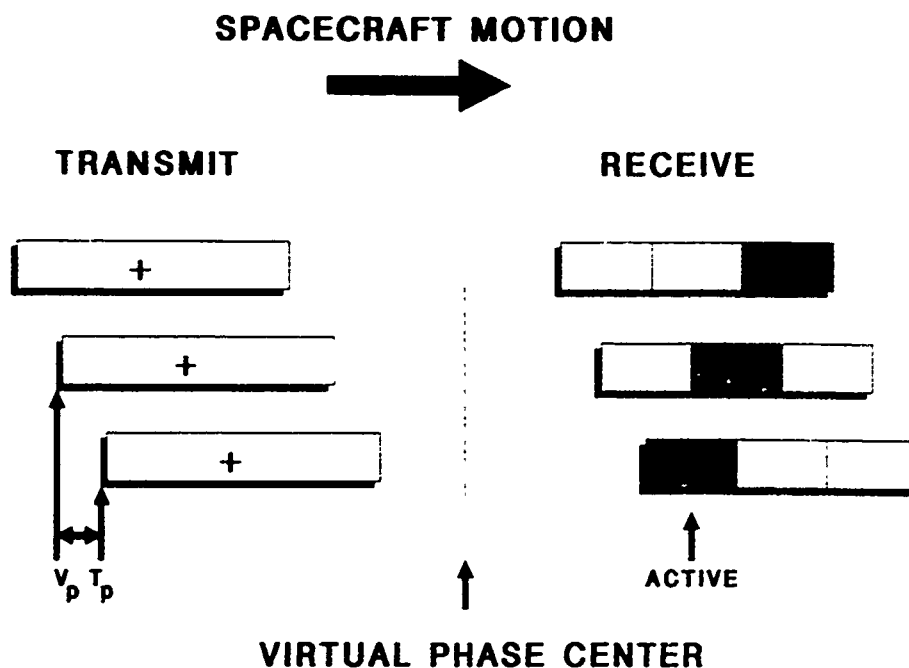 SPACECRAFT MOTION
TRANSMIT RECEIVE
+
+
+
Vp Tp
ACTIVE
VIRTUAL PHASE CENTER